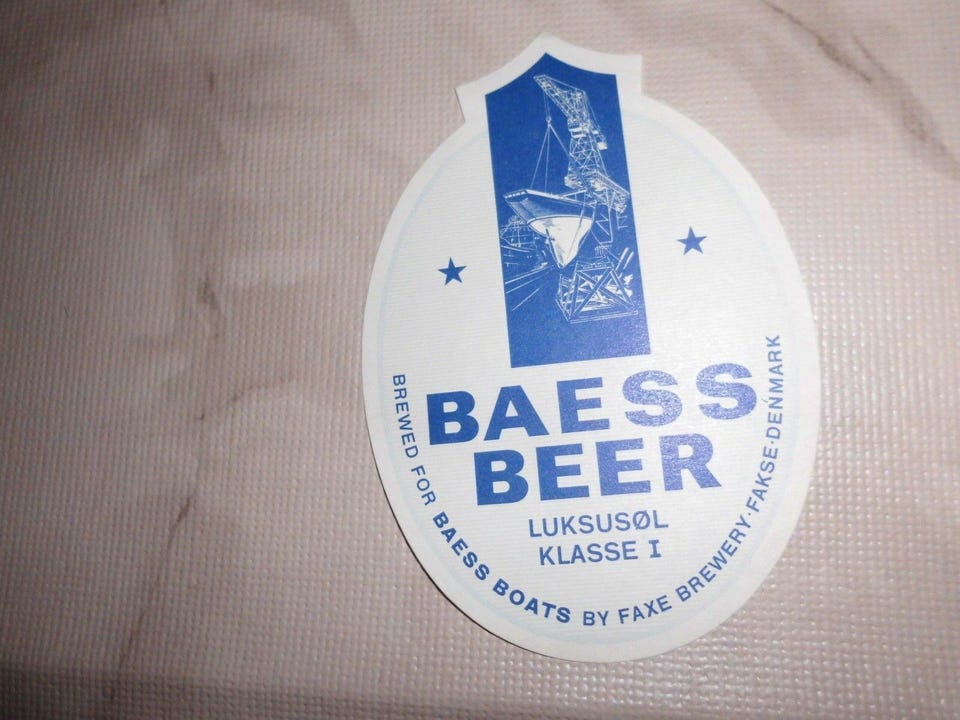 BAESS
BEER
LUKSUSØL
KLASSE I
BREWED FOR BAESS BOATS BY FAXE BREWERY·FAKSE·DENMARK